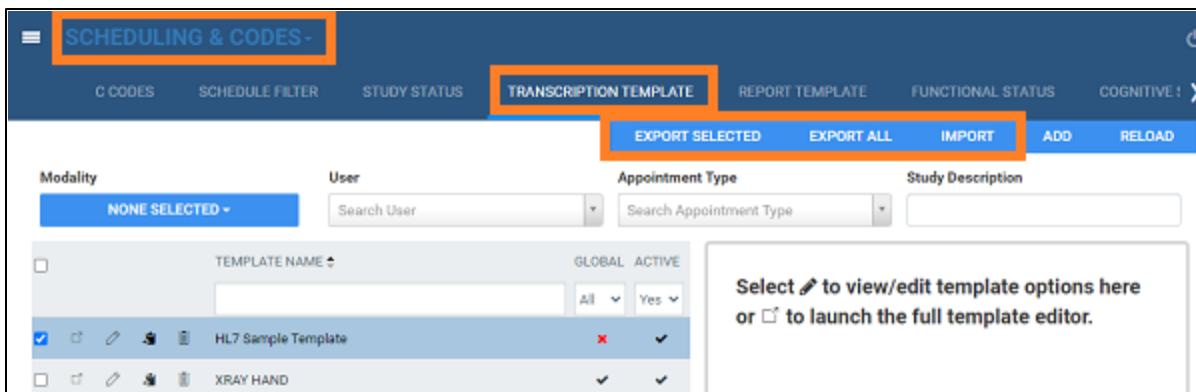 SCHEDULING & CODES
C CODES SCHEDULE FILTER STUDY STATUS TRANSCRIPTION TEMPLATE REPORT TEMPLATE FUNCTIONAL STATUS COGNITIVE S
EXPORT SELECTED EXPORT ALL IMPORT ADD RELOAD
Modality User Appointment Type Study Description
NONE SELECTED Search User Search Appointment Type
TEMPLATE NAME GLOBAL ACTIVE
All Yes
Select to view/edit template options here
or to launch the full template editor.
HL7 Sample Template
XRAY HAND